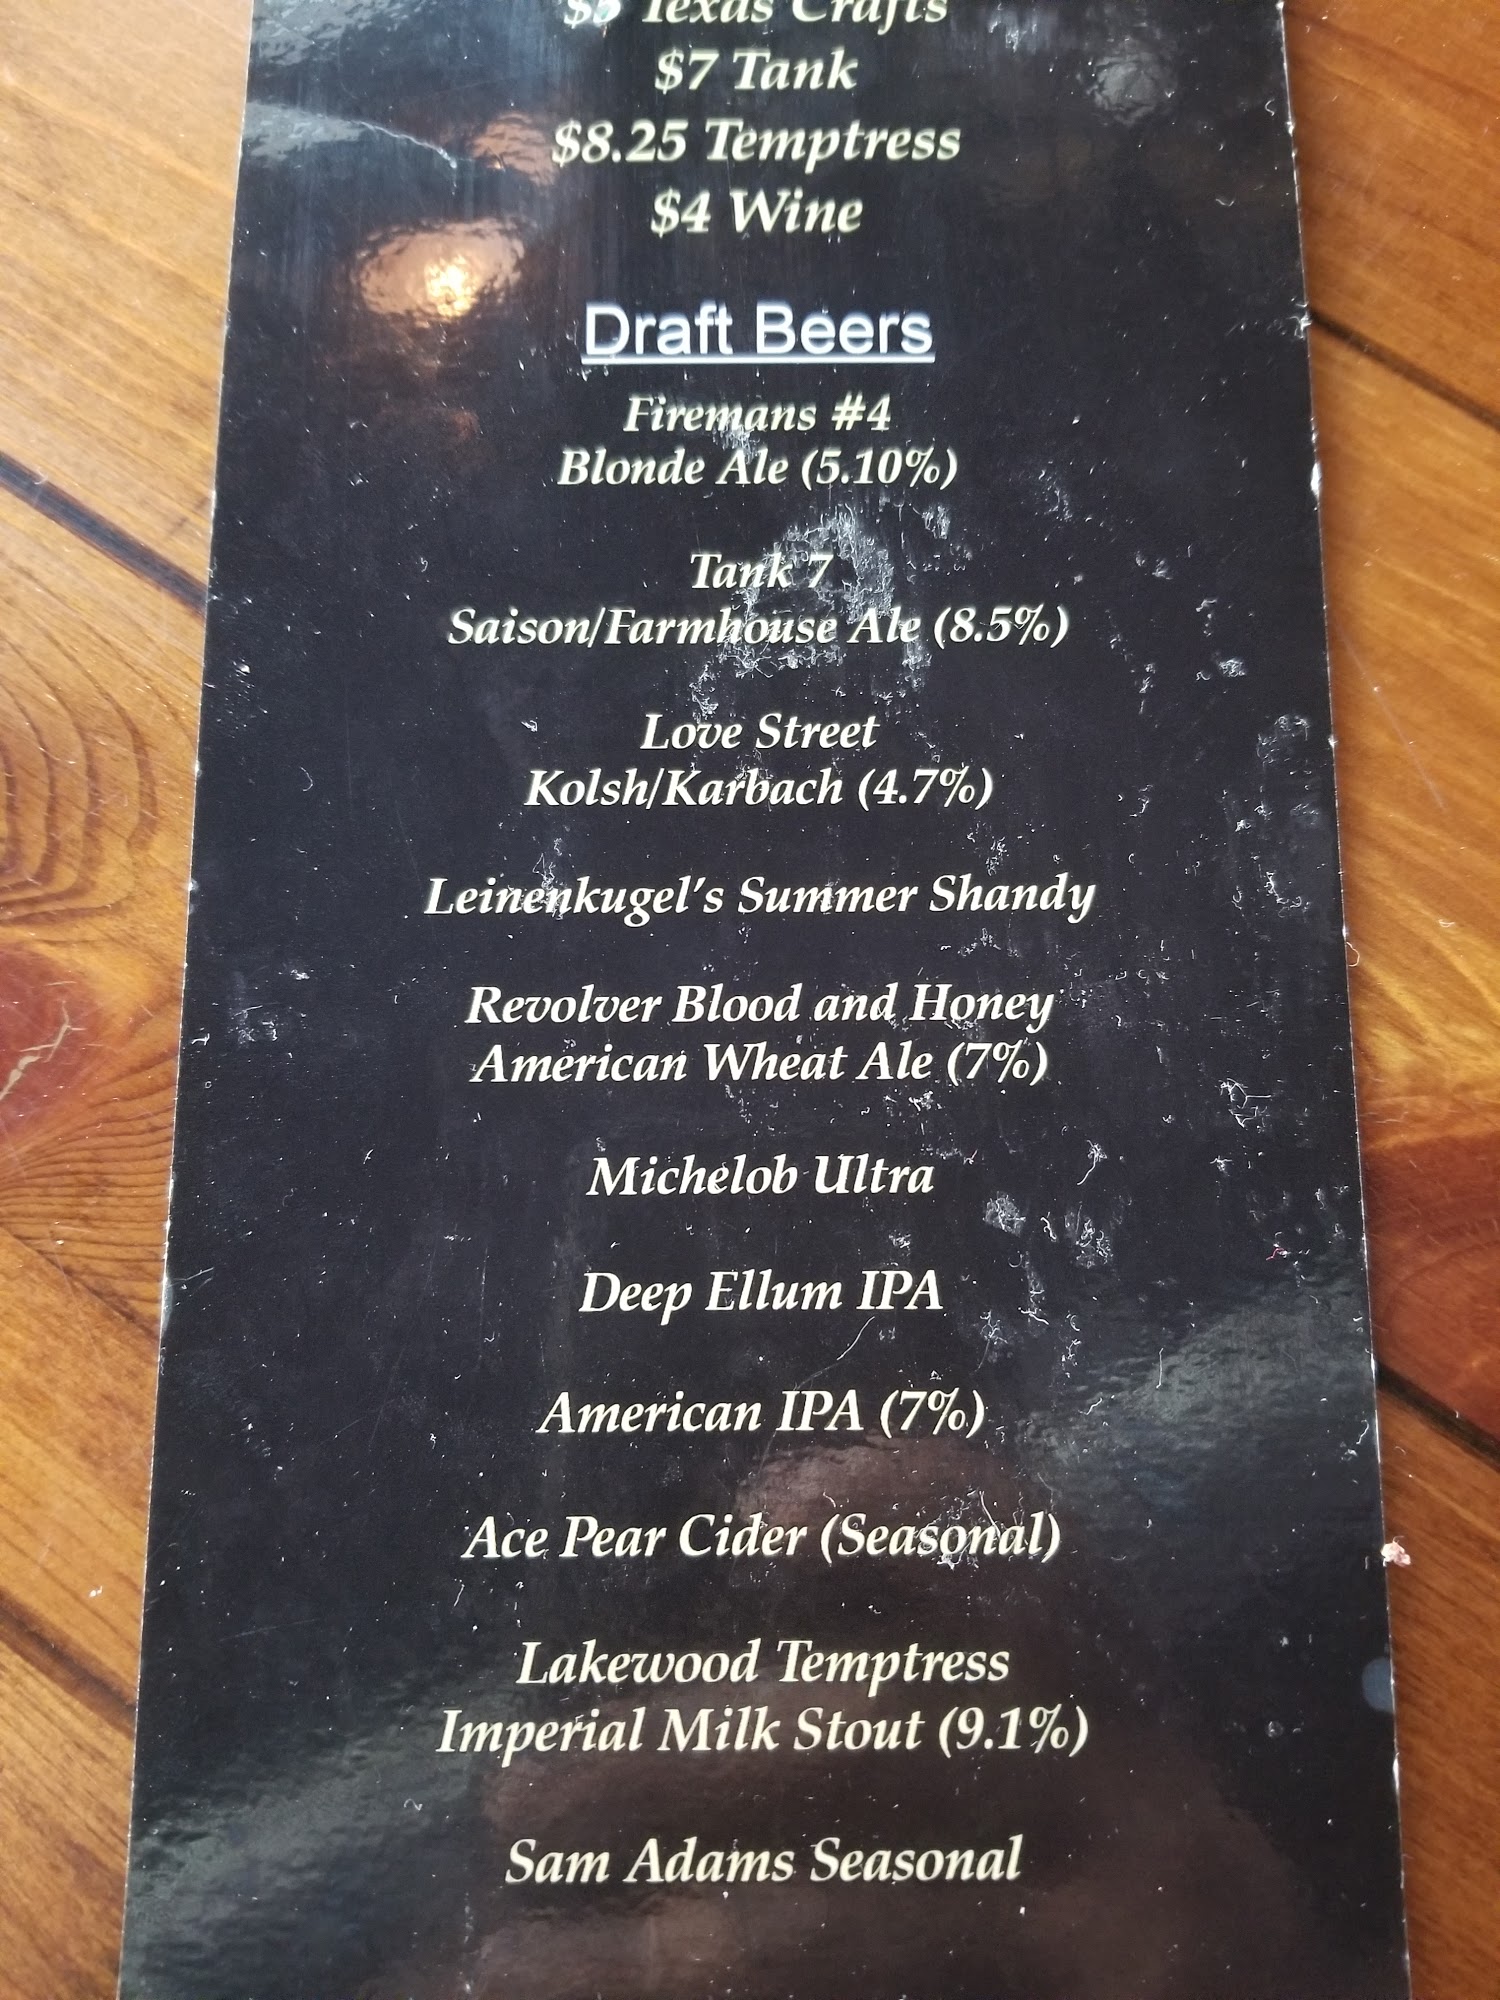 $5 Texas Crafts
$7 Tank
$8.25 Temptress
$4 Wine
Draft Beers
Firemans #4
Blonde Ale (5.10%)
Tank 7
Saison/Farmhouse Ale (8.5%)
Love Street
Kolsh/Karbach (4.7%)
Leinenkugel's Summer Shandy
Revolver Blood and Honey
American Wheat Ale (7%)
Michelob Ultra
Deep Ellum IPA
American IPA (7%)
Ace Pear Cider (Seasonal)
Lakewood Temptress
Imperial Milk Stout (9.1%)
Sam Adams Seasonal